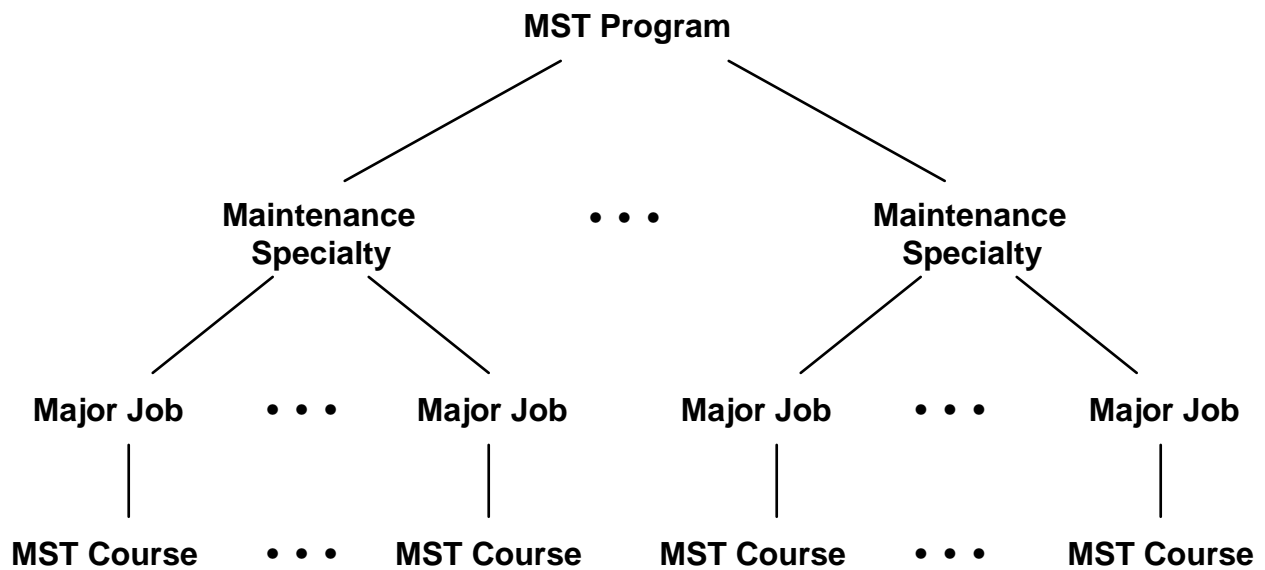 MST Program
Maintenance Specialty • • • Maintenance Specialty
Major Job • • • Major Job Major Job • • • Major Job
MST Course • • • MST Course MST Course • • • MST Course